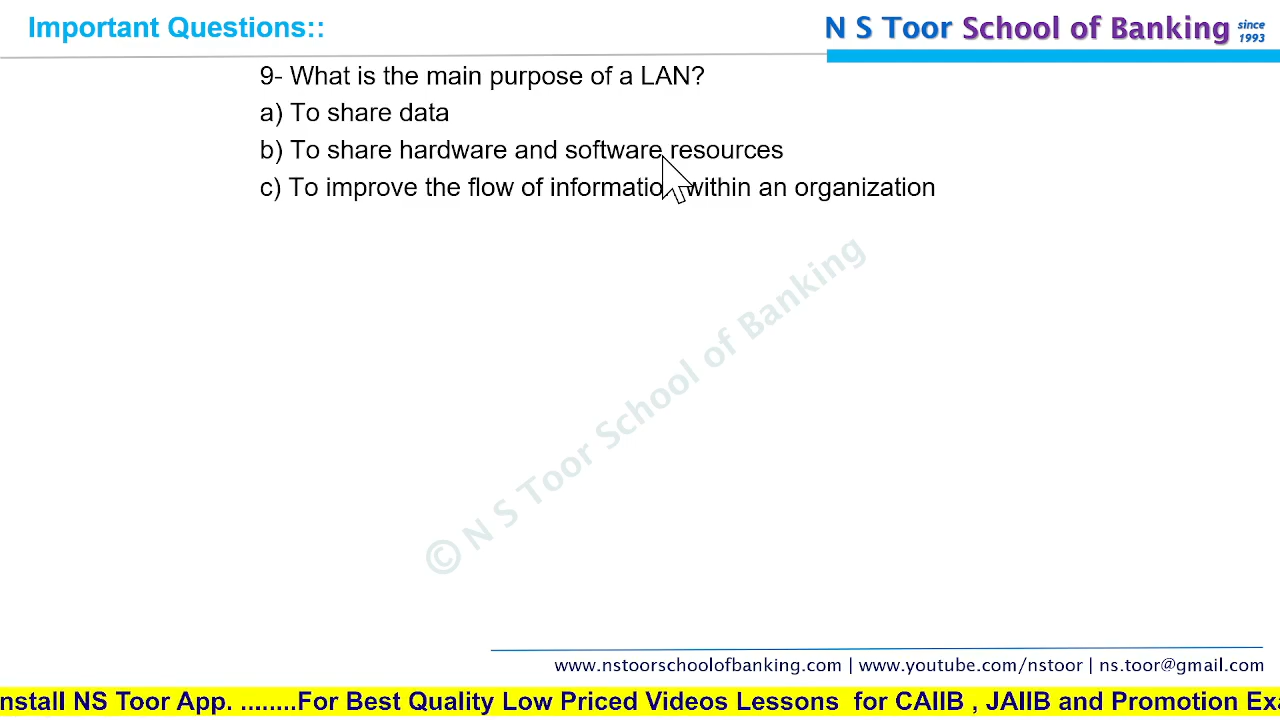 Important Questions::
N S Toor School of Banking since 1993
9- What is the main purpose of a LAN?
a) To share data
b) To share hardware and software resources
c) To improve the flow of information within an organization
© N S Toor School of Banking
www.nstoorschoolofbanking.com | www.youtube.com/nstoor | ns.toor@gmail.com
nstall NS Toor App. ........For Best Quality Low Priced Videos Lessons for CAIIB , JAIIB and Promotion Exa